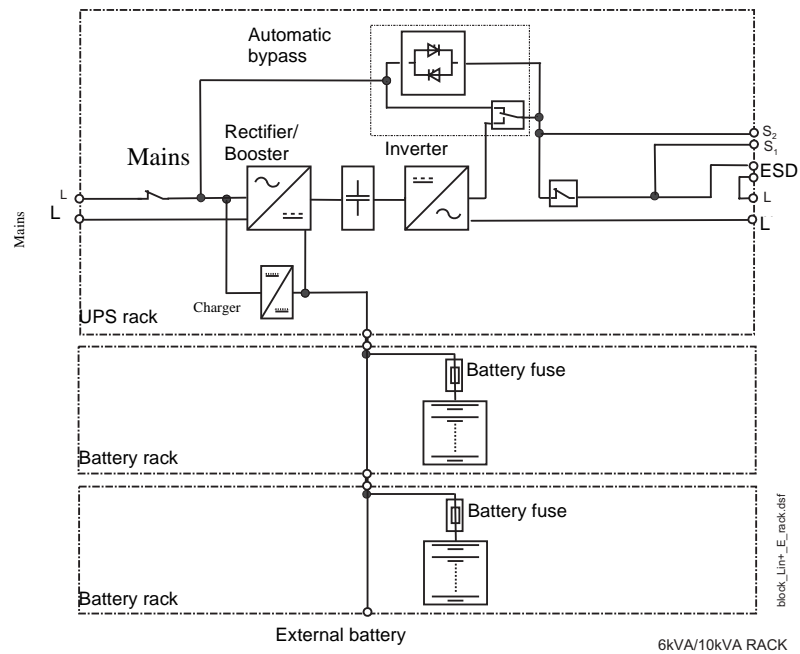 Automatic
bypass
Rectifier/
Booster
Inverter
Mains
S2
S1
ESD
L
L
L
L
Mains
Charger
UPS rack
Battery fuse
Battery rack
Battery fuse
Battery rack
External battery
block_Lin+_E_rack.dsf
6kVA/10kVA RACK